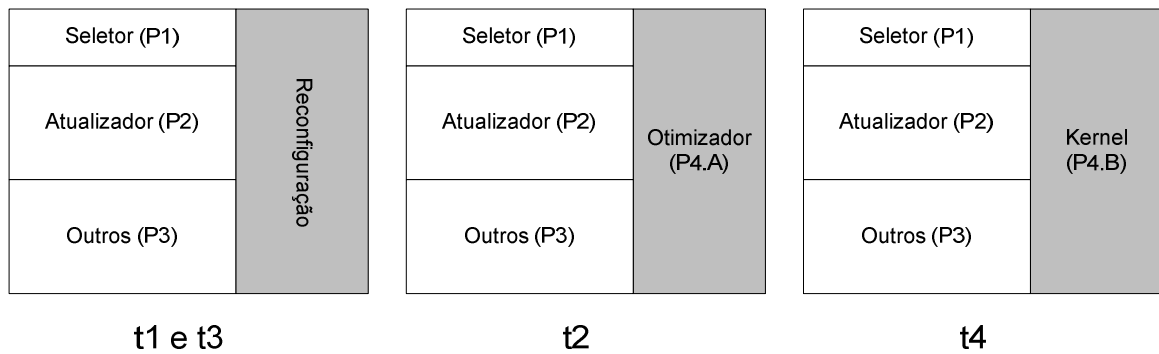 Seletor (P1)
Atualizador (P2)
Outros (P3)
Reconfiguração
t1 e t3
Seletor (P1)
Atualizador (P2)
Outros (P3)
Otimizador
(P4.A)
t2
Seletor (P1)
Atualizador (P2)
Outros (P3)
Kernel
(P4.B)
t4